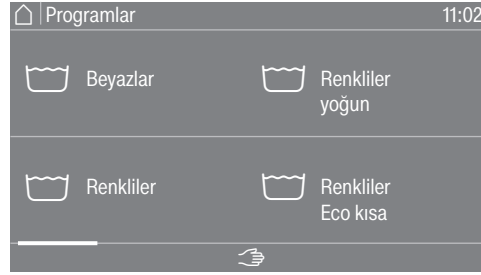 Programlar 11:02
Beyazlar
Renkliler
yoğun
Renkliler
Renkliler
Eco kısa